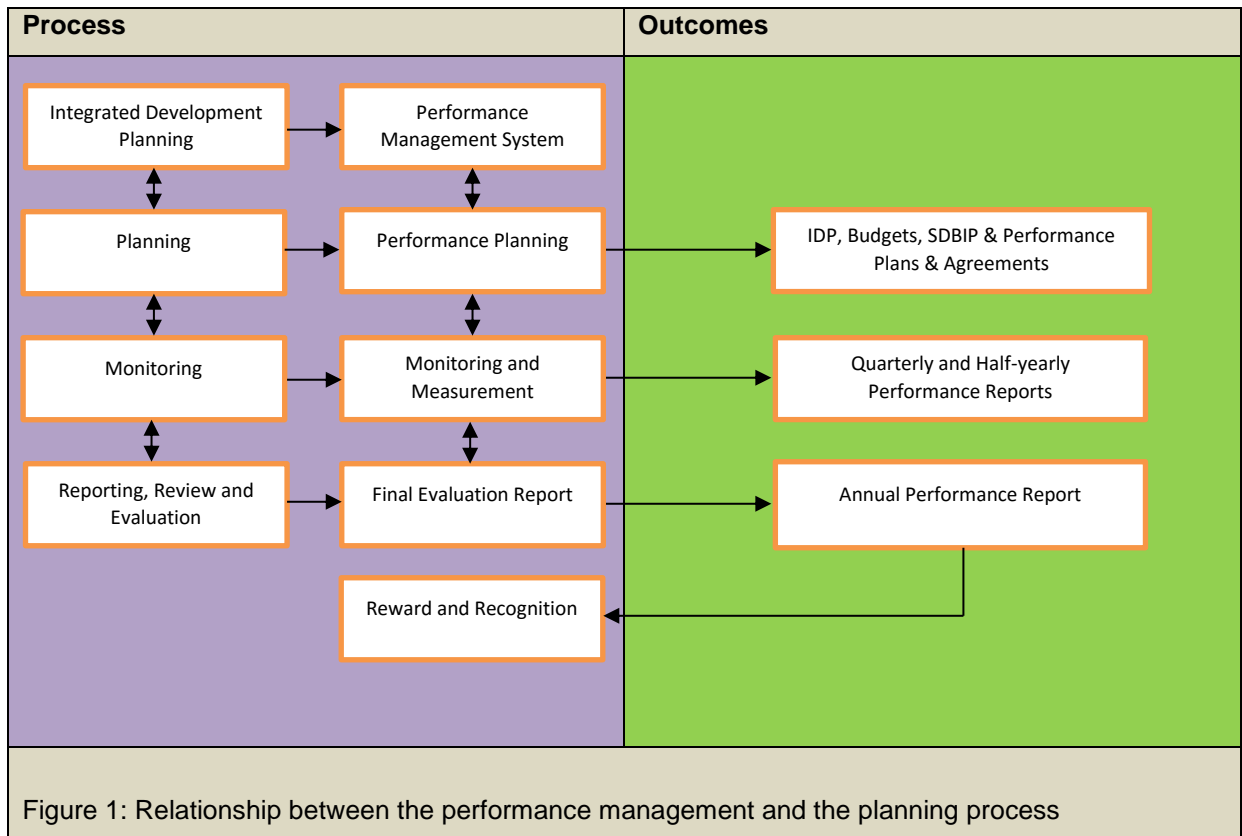 Process
Outcomes
Integrated Development
Planning
Performance
Management System
Planning
Performance Planning
IDP, Budgets, SDBIP & Performance
Plans & Agreements
Monitoring
Monitoring and
Measurement
Quarterly and Half-yearly
Performance Reports
Reporting, Review and
Evaluation
Final Evaluation Report
Annual Performance Report
Reward and Recognition
Figure 1: Relationship between the performance management and the planning process